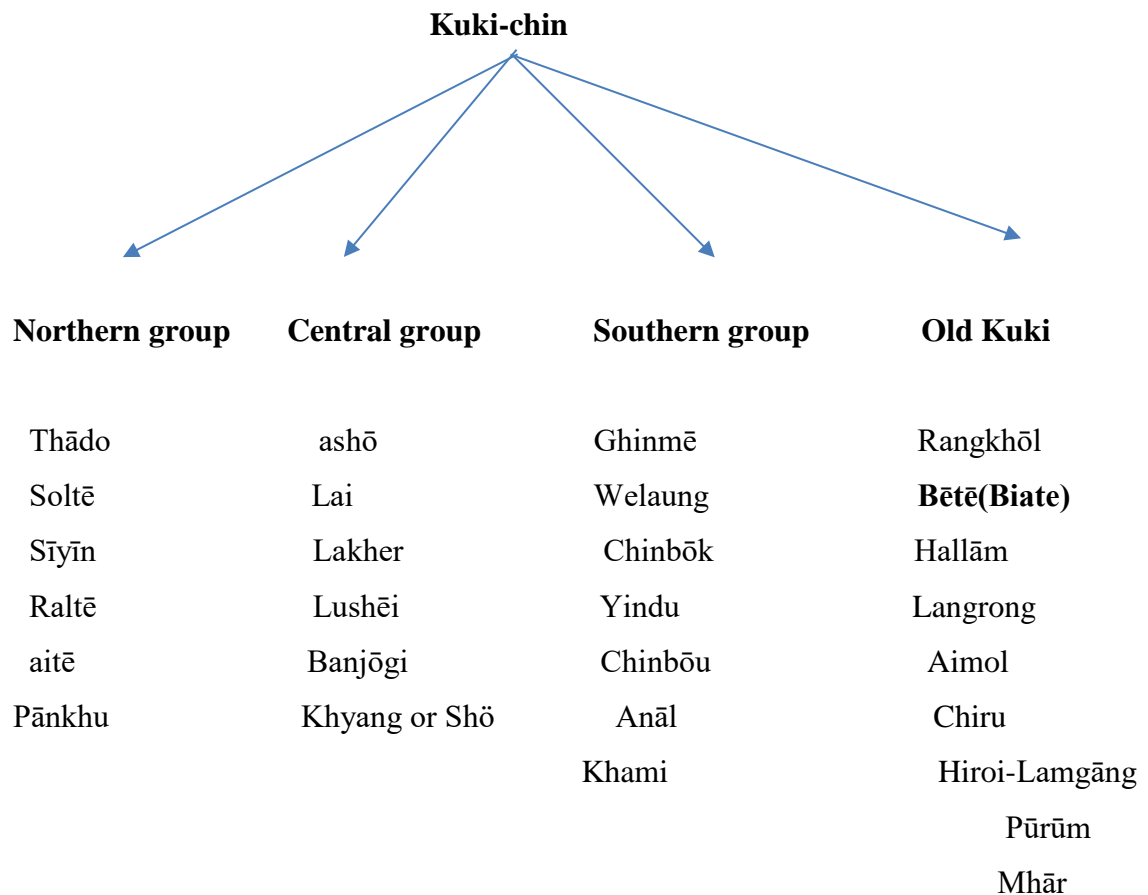 Kuki-chin
Northern group Central group Southern group Old Kuki
Thādo ashō Ghinmē Rangkhōl
Soltē Lai Welaung Bētē(Biate)
Sīyīn Lakher Chinbōk Hallām
Raltē Lushēi Yindu Langrong
aitē Banjōgi Chinbōu Aimol
Pānkhu Khyang or Shö Anāl Chiru
Khami Hiroi-Lamgāng
Pūrūm
Mhār